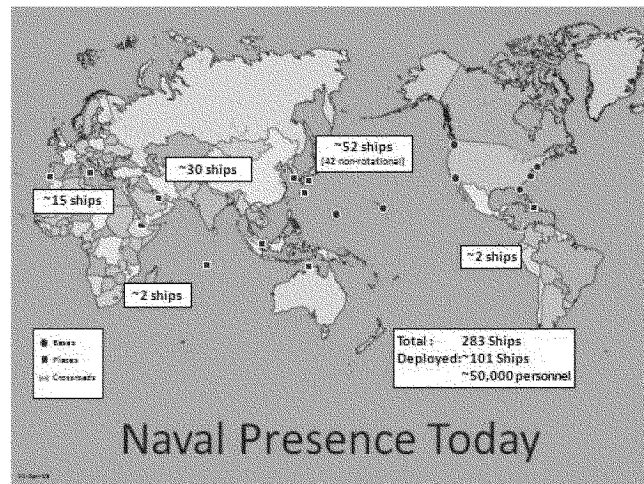 ~52 ships
(42 non-rotational)
~30 ships
~15 ships
~2 ships
~2 ships
Bases
Places
Crossroads
Total : 283 Ships
Deployed:~101 Ships
~50,000 personnel
Naval Presence Today